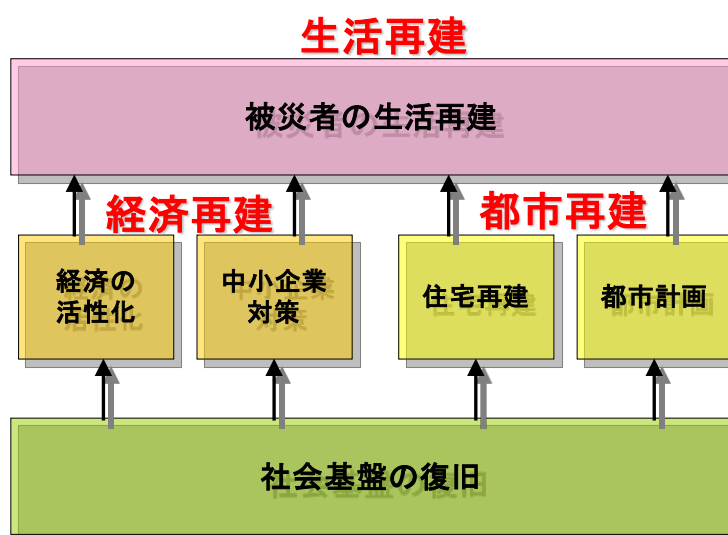 生活再建
被災者の生活再建
経済再建
都市再建
経済の
活性化
中小企業
対策
住宅再建
都市計画
社会基盤の復旧